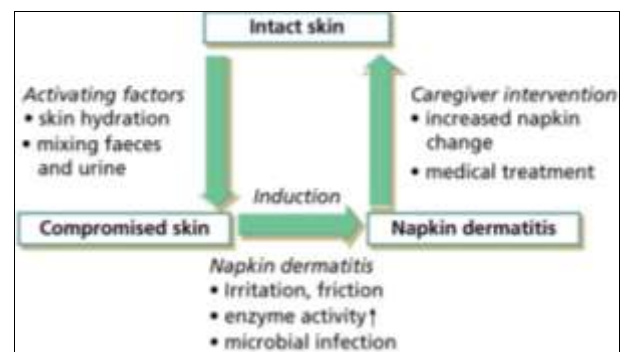 Intact skin
Activating factors
• skin hydration
• mixing faeces
and urine
Caregiver intervention
• increased napkin
change
• medical treatment
Induction
Compromised skin
Napkin dermatitis
Napkin dermatitis
• Irritation, friction
• enzyme activity↑
• microbial infection